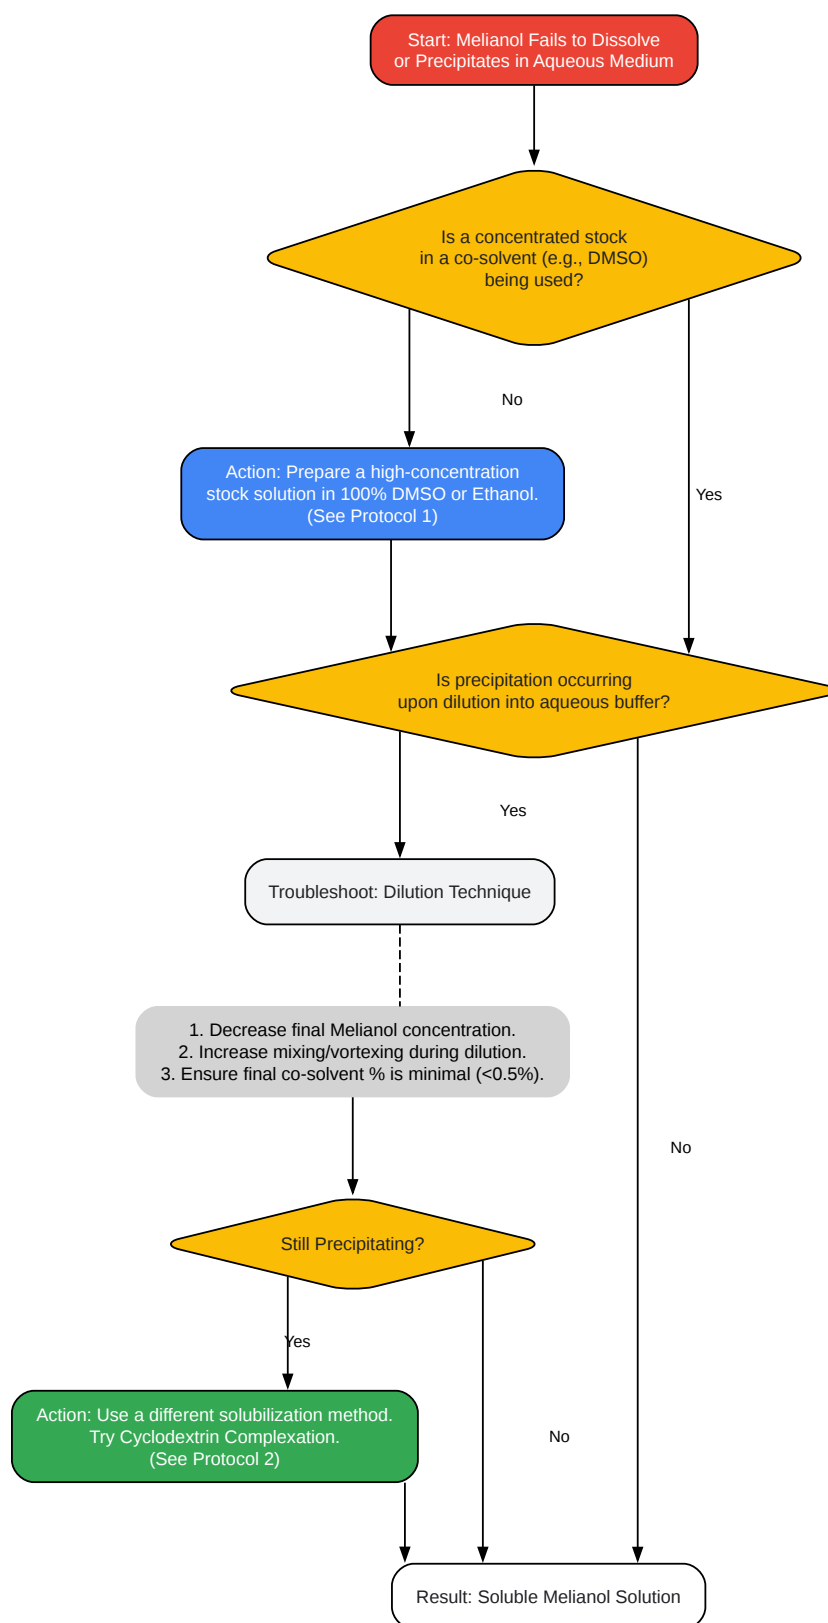 Start: Melianol Fails to Dissolve
or Precipitates in Aqueous Medium
Is a concentrated stock
in a co-solvent (e.g., DMSO)
being used?
No
Action: Prepare a high-concentration
stock solution in 100% DMSO or Ethanol.
(See Protocol 1)
Yes
Is precipitation occurring
upon dilution into aqueous buffer?
Yes
Troubleshoot: Dilution Technique
1. Decrease final Melianol concentration.
2. Increase mixing/vortexing during dilution.
3. Ensure final co-solvent % is minimal (<0.5%).
No
Still Precipitating?
Yes
Action: Use a different solubilization method.
Try Cyclodextrin Complexation.
(See Protocol 2)
No
Result: Soluble Melianol Solution